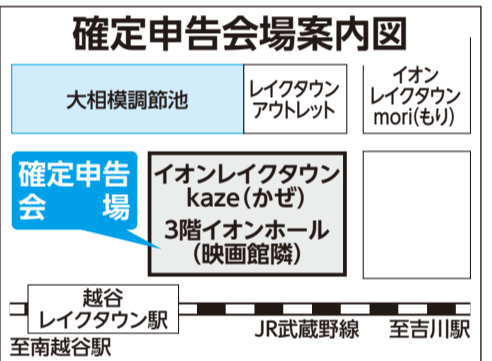 確定申告会場案内図
大相模調節池
レイクタウン
アウトレット
イオン
レイクタウン
mori(もり)
確定申告
会　　場
イオンレイクタウン
kaze(かぜ)
3階イオンホール
(映画館隣)
越谷
レイクタウン駅
至南越谷駅
JR武蔵野線
至吉川駅